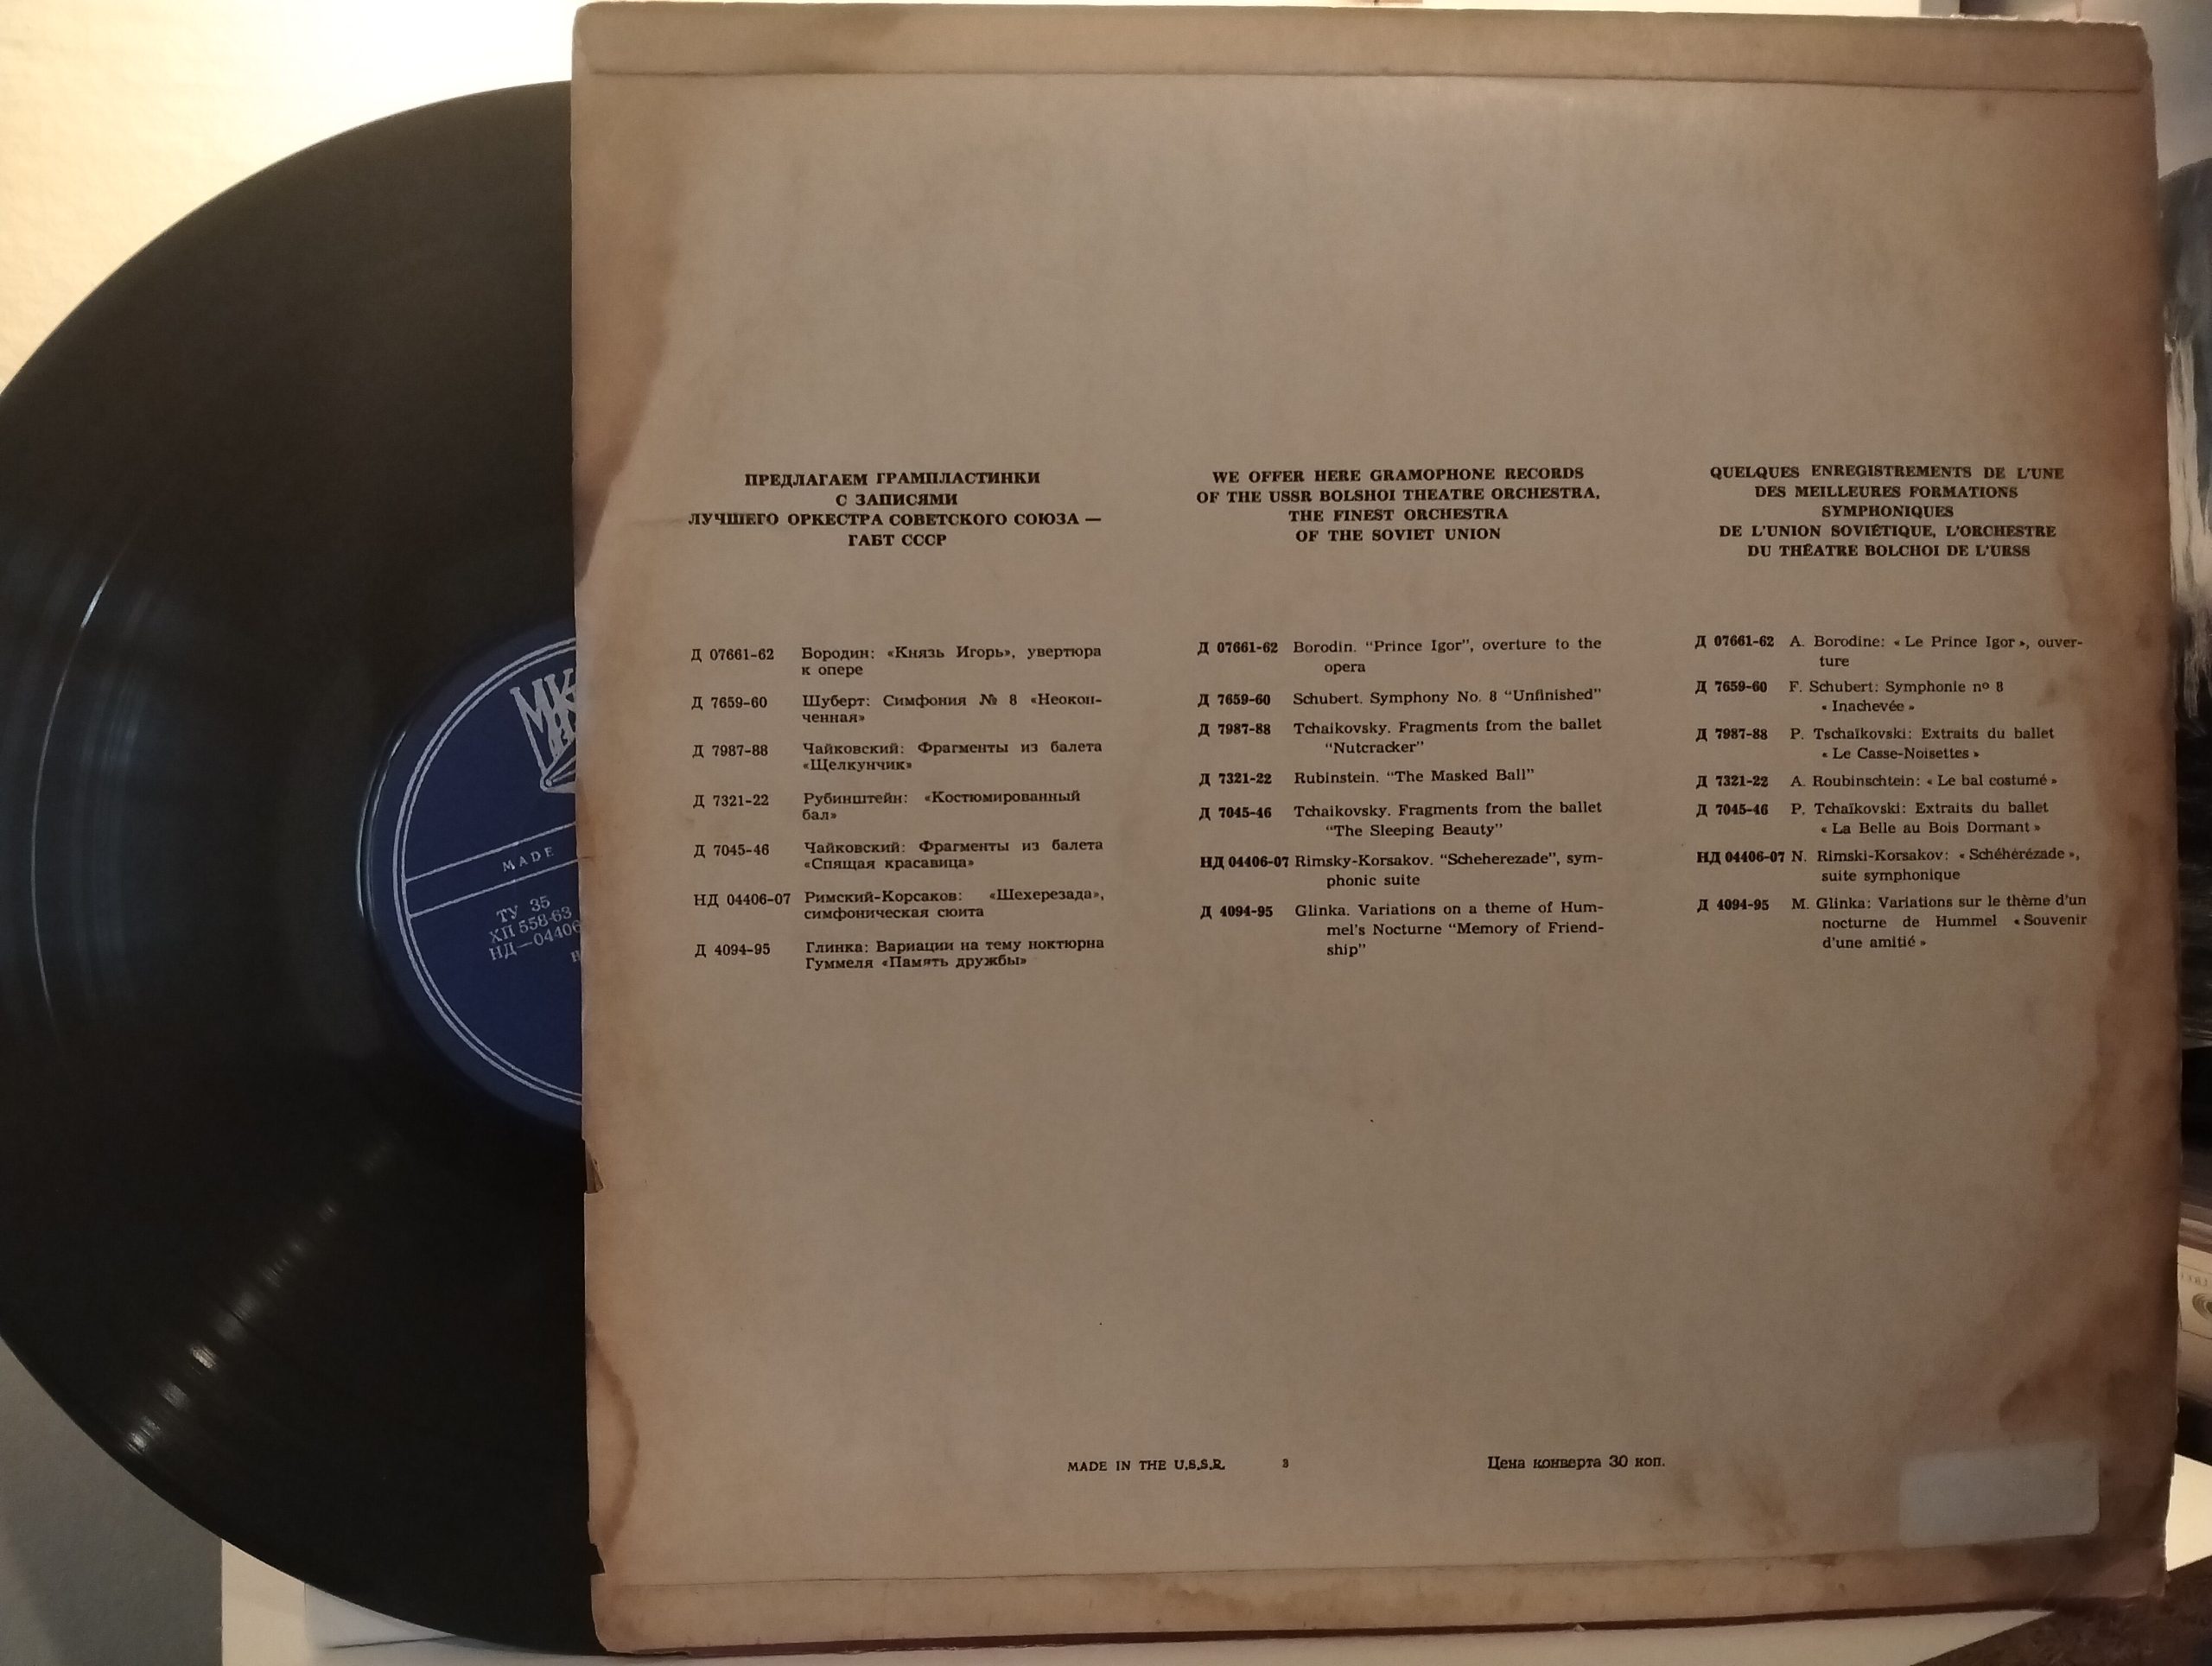 ПРЕДЛАГАЕМ ГРАМПЛАСТИНКИ
С ЗАПИСЯМИ
ЛУЧШЕГО ОРКЕСТРА СОВЕТСКОГО СОЮЗА —
ГАБТ СССР
Д 07661-62 Бородин: «Князь Игорь», увертюра
к опере
Д 7659-60 Шуберт: Симфония № 8 «Неокон-
ченная»
Д 7987-88 Чайковский: Фрагменты из балета
«Щелкунчик»
Д 7321-22 Рубинштейн: «Костюмированный
бал»
Д 7045-46 Чайковский: Фрагменты из балета
«Спящая красавица»
НД 04406-07 Римский-Корсаков: «Шехерезада»,
симфоническая сюита
Д 4094-95 Глинка: Вариации на тему ноктюрна
Гуммеля «Память дружбы»
WE OFFER HERE GRAMOPHONE RECORDS
OF THE USSR BOLSHOI THEATRE ORCHESTRA,
THE FINEST ORCHESTRA
OF THE SOVIET UNION
Д 07661-62 Borodin. “Prince Igor”, overture to the
opera
Д 7659-60 Schubert. Symphony No. 8 “Unfinished”
Д 7987-88 Tchaikovsky. Fragments from the ballet
“Nutcracker”
Д 7321-22 Rubinstein. “The Masked Ball”
Д 7045-46 Tchaikovsky. Fragments from the ballet
“The Sleeping Beauty”
НД 04406-07 Rimsky-Korsakov. “Scheherezade”, sym-
phonic suite
Д 4094-95 Glinka. Variations on a theme of Hum-
mel's Nocturne “Memory of Friend-
ship”
QUELQUES ENREGISTREMENTS DE L'UNE
DES MEILLEURES FORMATIONS
SYMPHONIQUES
DE L'UNION SOVIÉTIQUE, L'ORCHESTRE
DU THÉATRE BOLCHOI DE L'URSS
Д 07661-62 A. Borodine: « Le Prince Igor », ouver-
ture
Д 7659-60 F. Schubert: Symphonie nº 8
« Inachevée »
Д 7987-88 P. Tschaïkovski: Extraits du ballet
« Le Casse-Noisettes »
Д 7321-22 A. Roubinschtein: « Le bal costumé »
Д 7045-46 P. Tchaïkovski: Extraits du ballet
« La Belle au Bois Dormant »
НД 04406-07 N. Rimski-Korsakov: « Schéhérézade »,
suite symphonique
Д 4094-95 M. Glinka: Variations sur le thème d'un
nocturne de Hummel « Souvenir
d'une amitié »
MADE IN THE U.S.S.R. 3 Цена конверта 30 коп.
MADE
ТУ 35
ХП 558-63
НД—04406